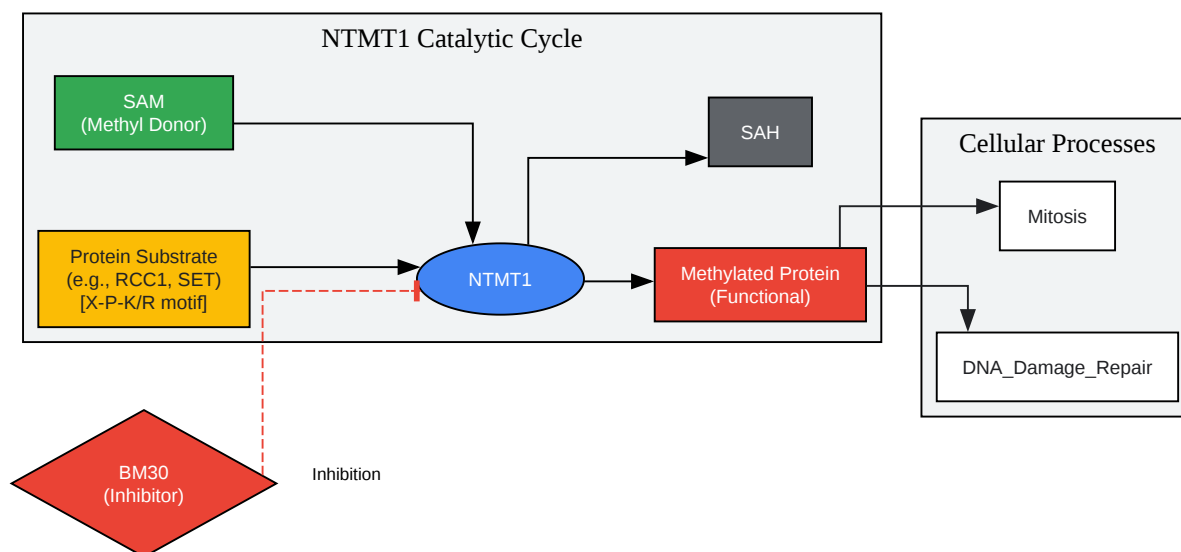 NTMT1 Catalytic Cycle
SAM
(Methyl Donor)
SAH
Cellular Processes
Mitosis
Protein Substrate
(e.g., RCC1, SET)
[X-P-K/R motif]
NTMT1
Methylated Protein
(Functional)
DNA_Damage_Repair
BM30
(Inhibitor)
Inhibition